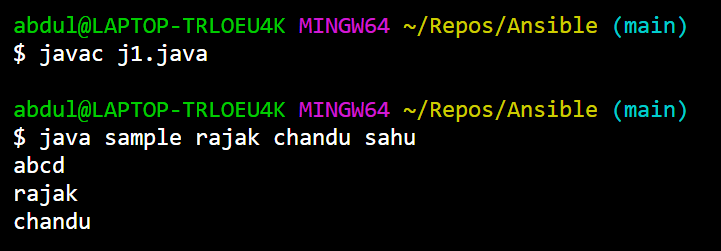 abdul@LAPTOP-TRLOEU4K MINGW64 ~/Repos/Ansible (main)
$ javac j1.java
abdul@LAPTOP-TRLOEU4K MINGW64 ~/Repos/Ansible (main)
$ java sample rajak chandu sahu
abcd
rajak
chandu